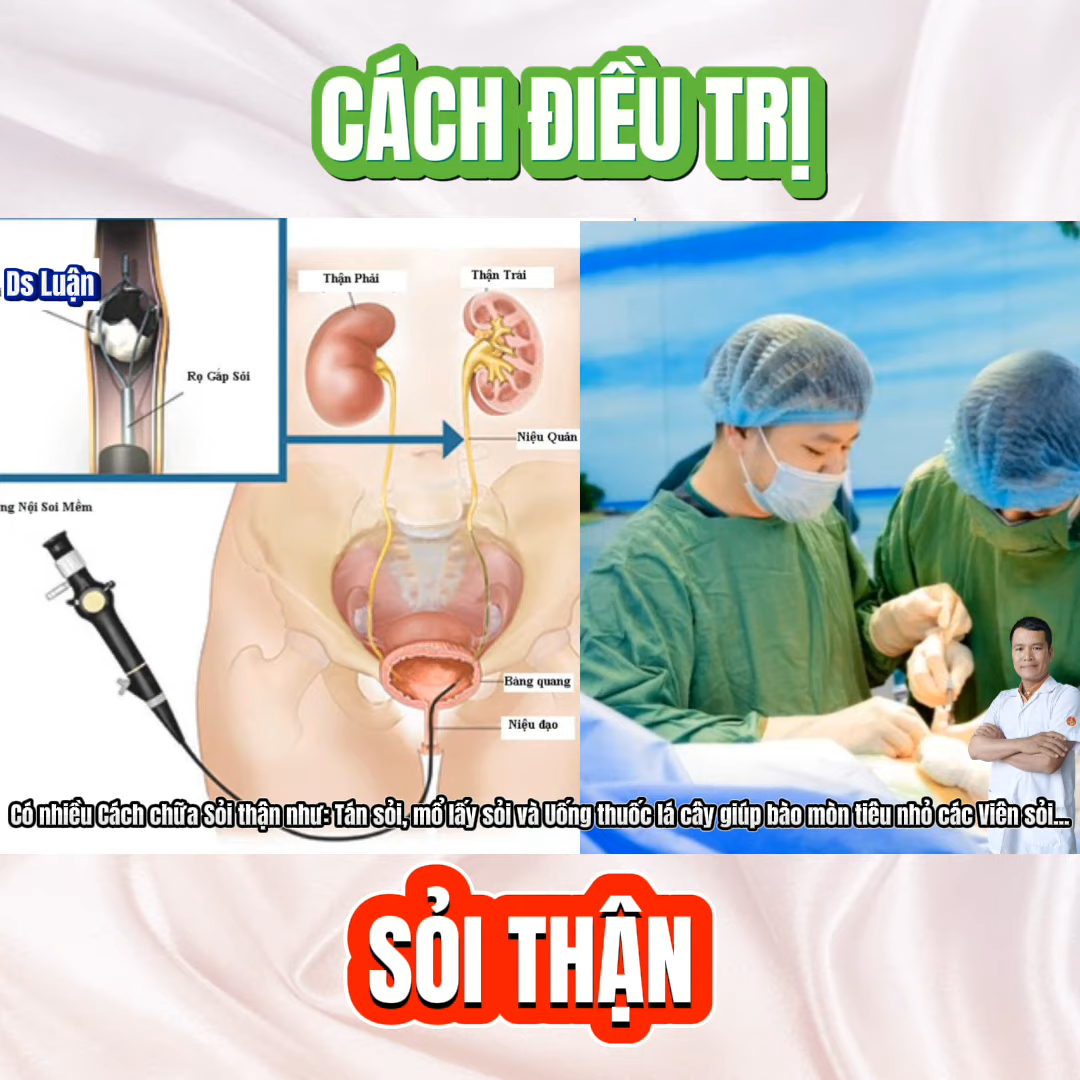 CÁCH ĐIỀU TRỊ
Ds Luận
Thận Phải
Thận Trái
Rọ Gắp Sỏi
Niệu Quản
ng Nội Soi Mềm
Bàng quang
Niệu đạo
Có nhiều Cách chữa Sỏi thận như: Tán sỏi, mổ lấy sỏi và Uống thuốc lá cây giúp bào mòn tiêu nhỏ các Viên sỏi...
SỎI THẬN